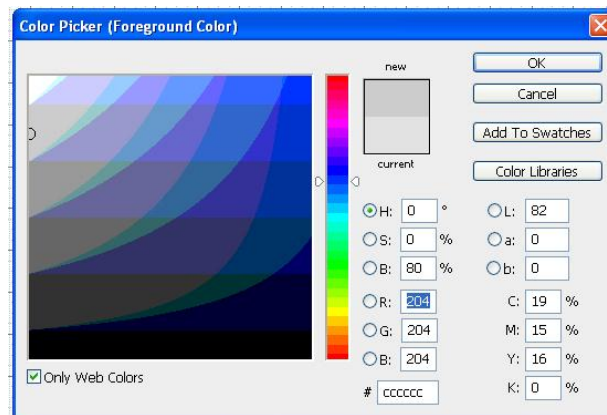 Color Picker (Foreground Color)
new
current
OK
Cancel
Add To Swatches
Color Libraries
H: 0 °
S: 0 %
B: 80 %
R: 204
G: 204
B: 204
# cccccc
L: 82
a: 0
b: 0
C: 19 %
M: 15 %
Y: 16 %
K: 0 %
Only Web Colors